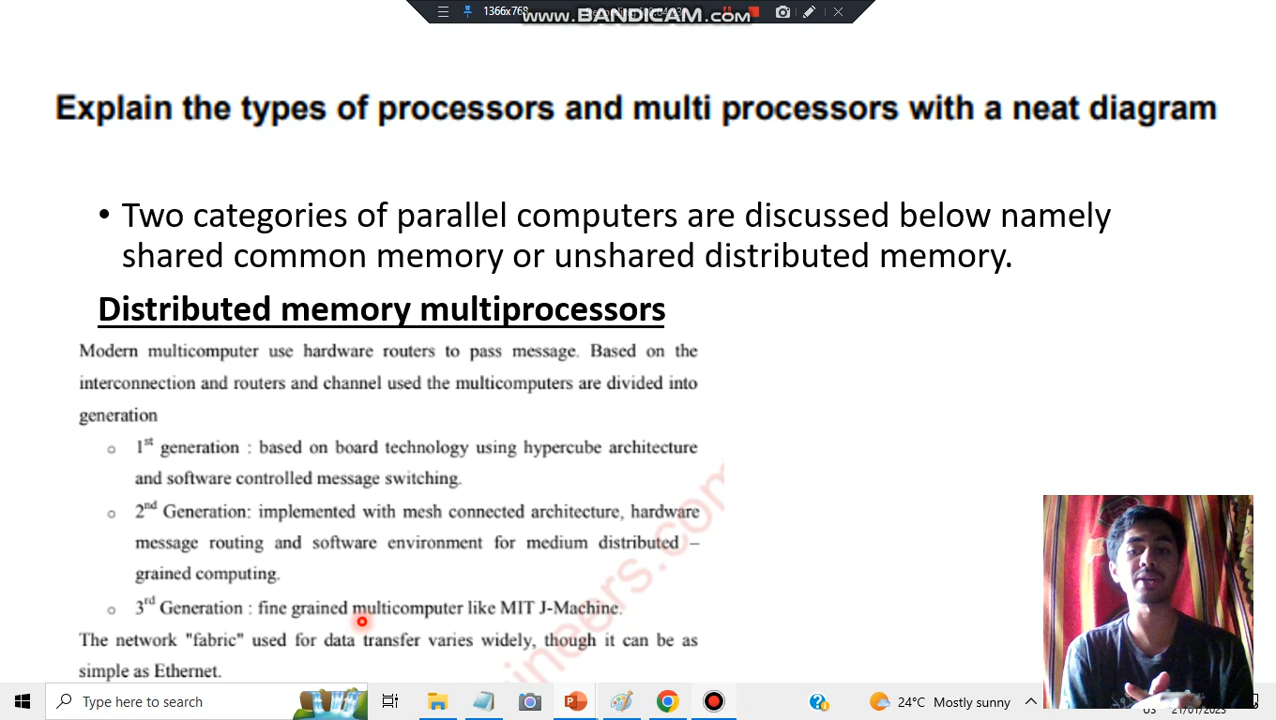 1366x768
www.BANDICAM.com
Explain the types of processors and multi processors with a neat diagram
• Two categories of parallel computers are discussed below namely
shared common memory or unshared distributed memory.
Distributed memory multiprocessors
Modern multicomputer use hardware routers to pass message. Based on the
interconnection and routers and channel used the multicomputers are divided into
generation
o 1st generation : based on board technology using hypercube architecture
and software controlled message switching.
o 2nd Generation: implemented with mesh connected architecture, hardware
message routing and software environment for medium distributed –
grained computing.
o 3rd Generation : fine grained multicomputer like MIT J-Machine.
The network "fabric" used for data transfer varies widely, though it can be as
simple as Ethernet.
ineers.com
Type here to search
24°C Mostly sunny
21/01/2023